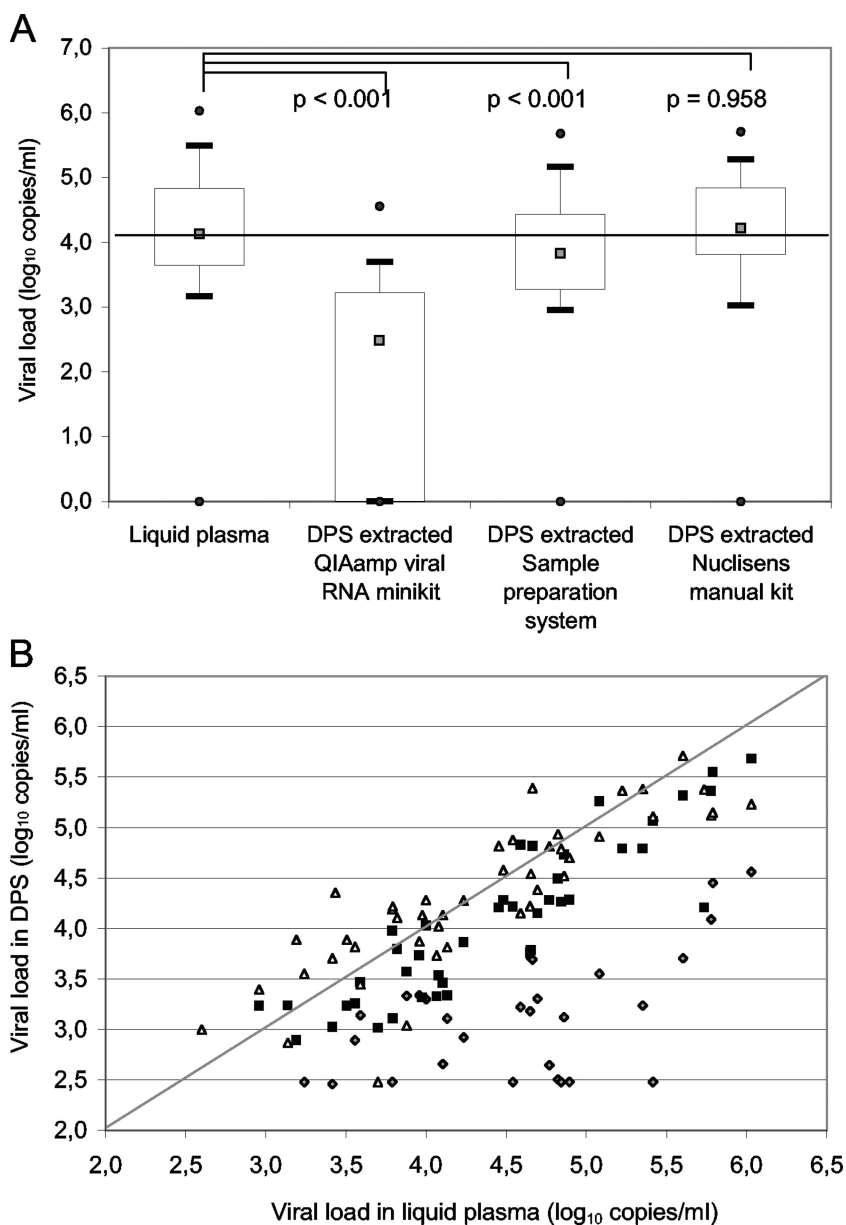 A
7,0
6,0
5,0
4,0
3,0
2,0
1,0
0,0
Viral load (log₁₀ copies/ml)
p < 0.001
p < 0.001
p = 0.958
Liquid plasma
DPS extracted
QIAamp viral
RNA minikit
DPS extracted
Sample
preparation
system
DPS extracted
Nuclisens
manual kit
B
6,5
6,0
5,5
5,0
4,5
4,0
3,5
3,0
2,5
2,0
Viral load in DPS (log₁₀ copies/ml)
2,0 2,5 3,0 3,5 4,0 4,5 5,0 5,5 6,0 6,5
Viral load in liquid plasma (log₁₀ copies/ml)